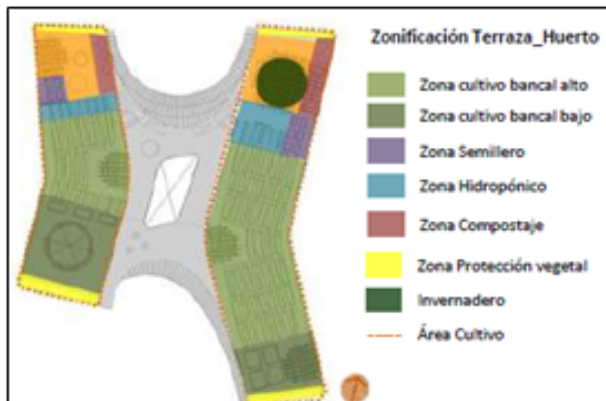 Zonificación Terraza_Huerto
Zona cultivo bancal alto
Zona cultivo bancal bajo
Zona Semillero
Zona Hidropónico
Zona Compostaje
Zona Protección vegetal
Invernadero
Área Cultivo